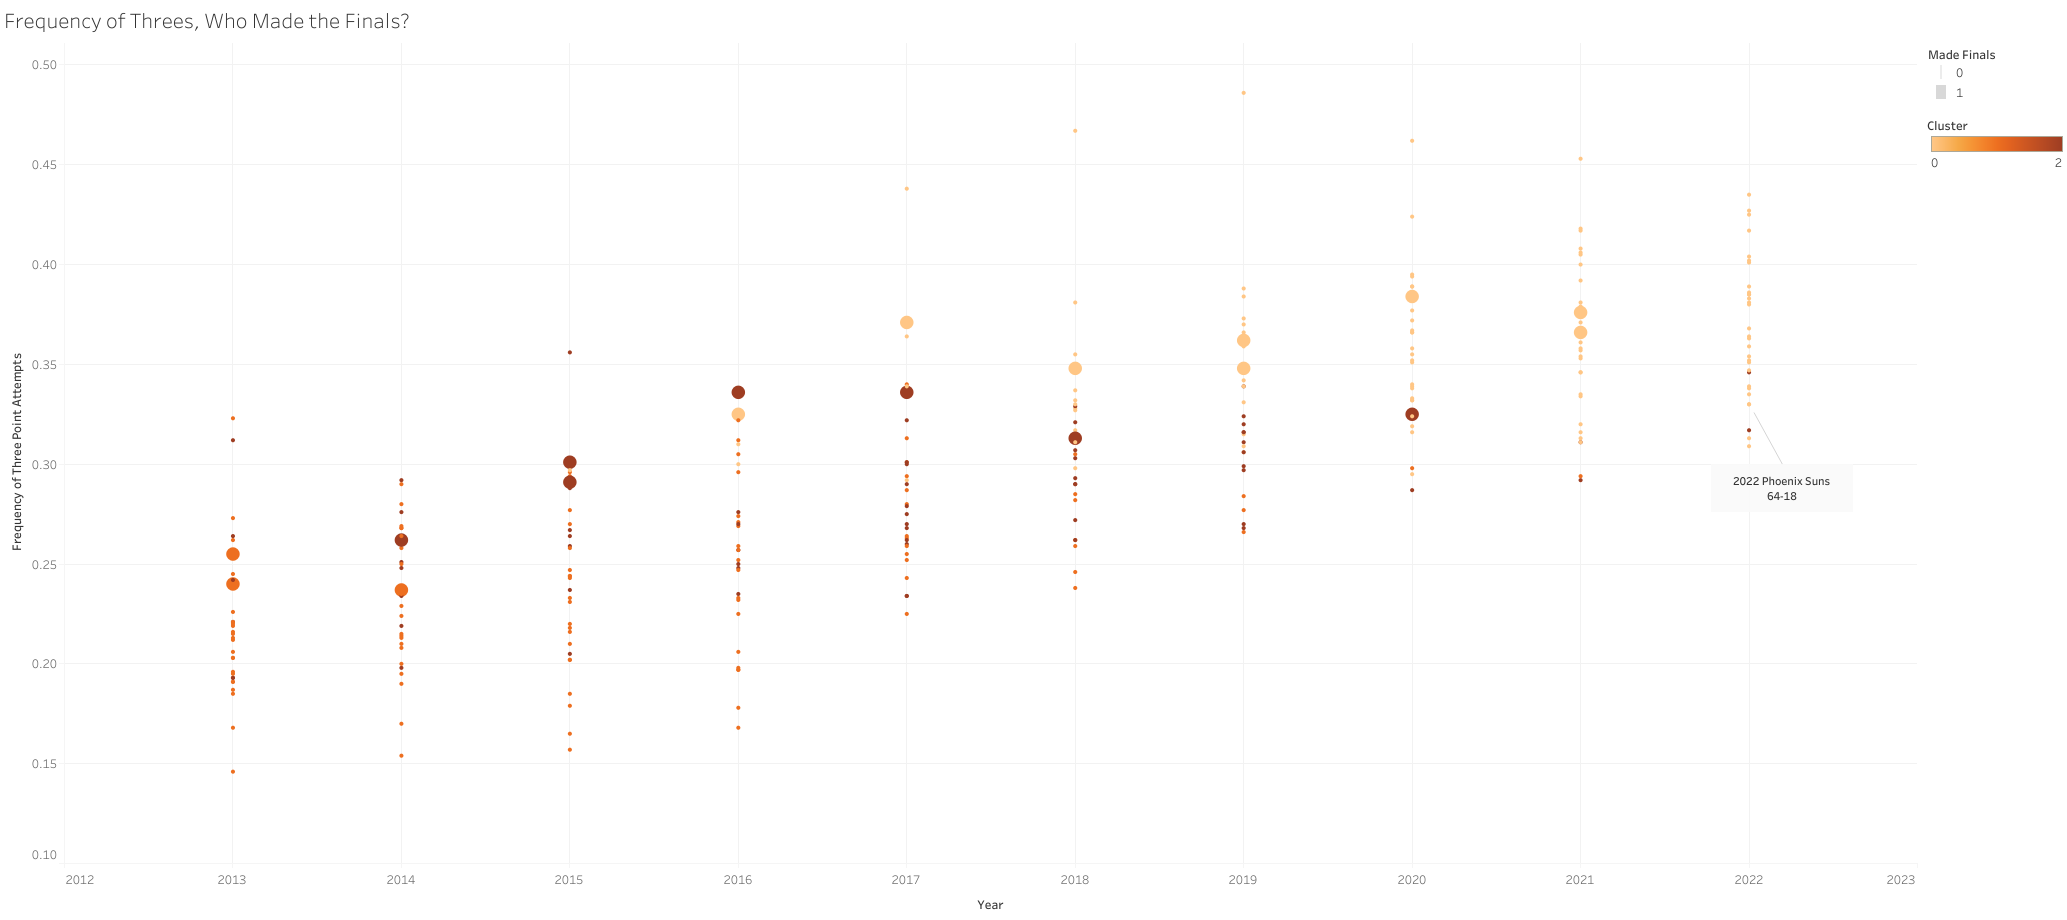 Frequency of Threes, Who Made the Finals?
0.50
0.45
0.40
0.35
0.30
0.25
0.20
0.15
0.10
Frequency of Three Point Attempts
2012 2013 2014 2015 2016 2017 2018 2019 2020 2021 2022 2023
Year
2022 Phoenix Suns
64-18
Made Finals
0
1
Cluster
0 2